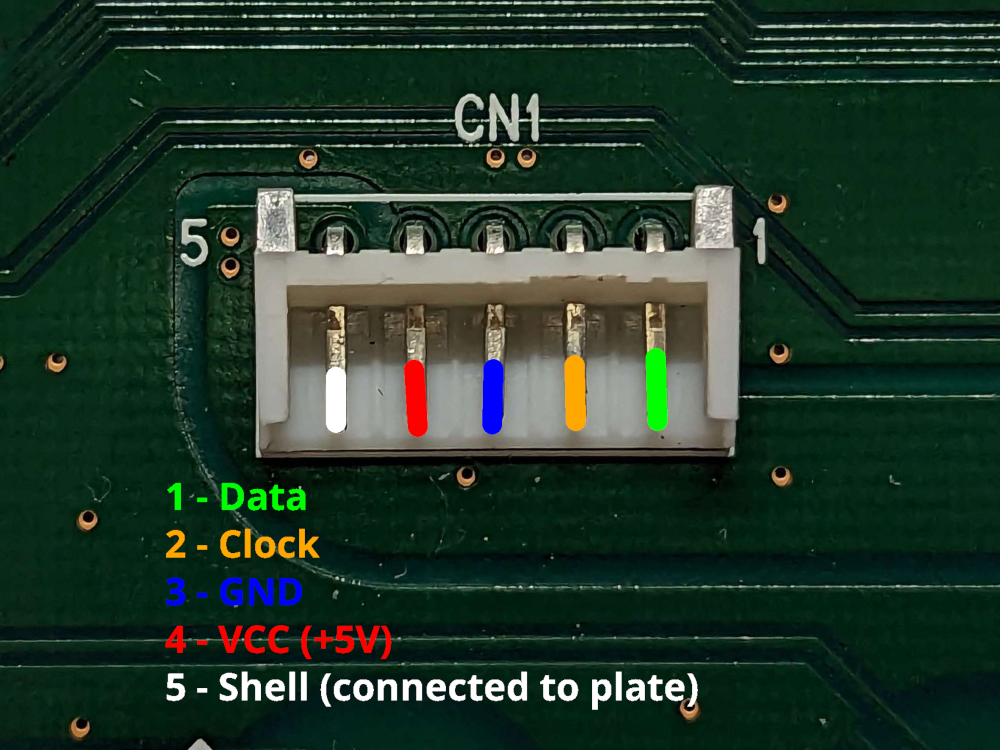 CN1
5
1
1 - Data
2 - Clock
3 - GND
4 - VCC (+5V)
5 - Shell (connected to plate)